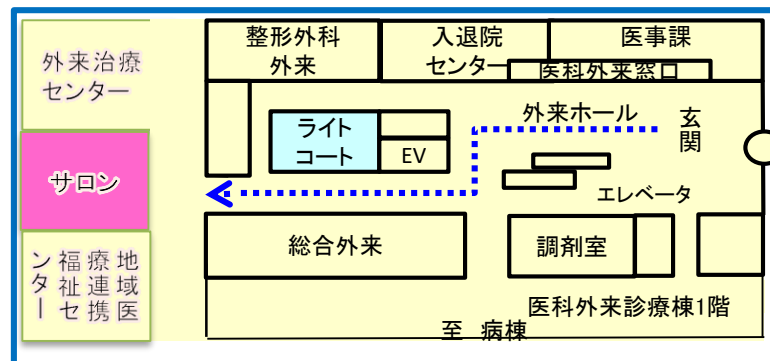 外来治療
センター
サロン
地域医
療連携
福祉セ
ンター
整形外科
外来
入退院
センター
医事課
医科外来窓口
外来ホール
玄関
ライト
コート
EV
エレベータ
総合外来
調剤室
医科外来診療棟1階
至 病棟